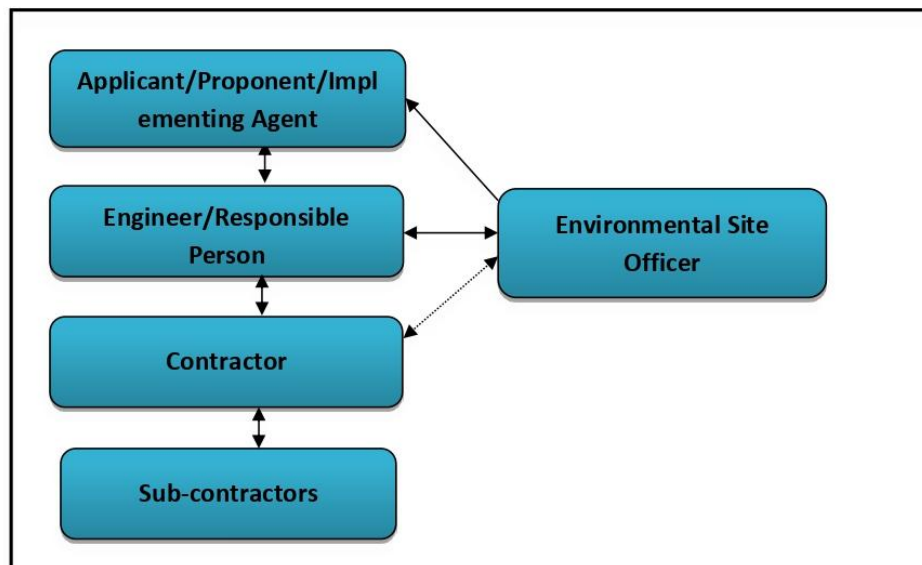 Applicant/Proponent/Impl
ementing Agent
Engineer/Responsible
Person
Environmental Site
Officer
Contractor
Sub-contractors